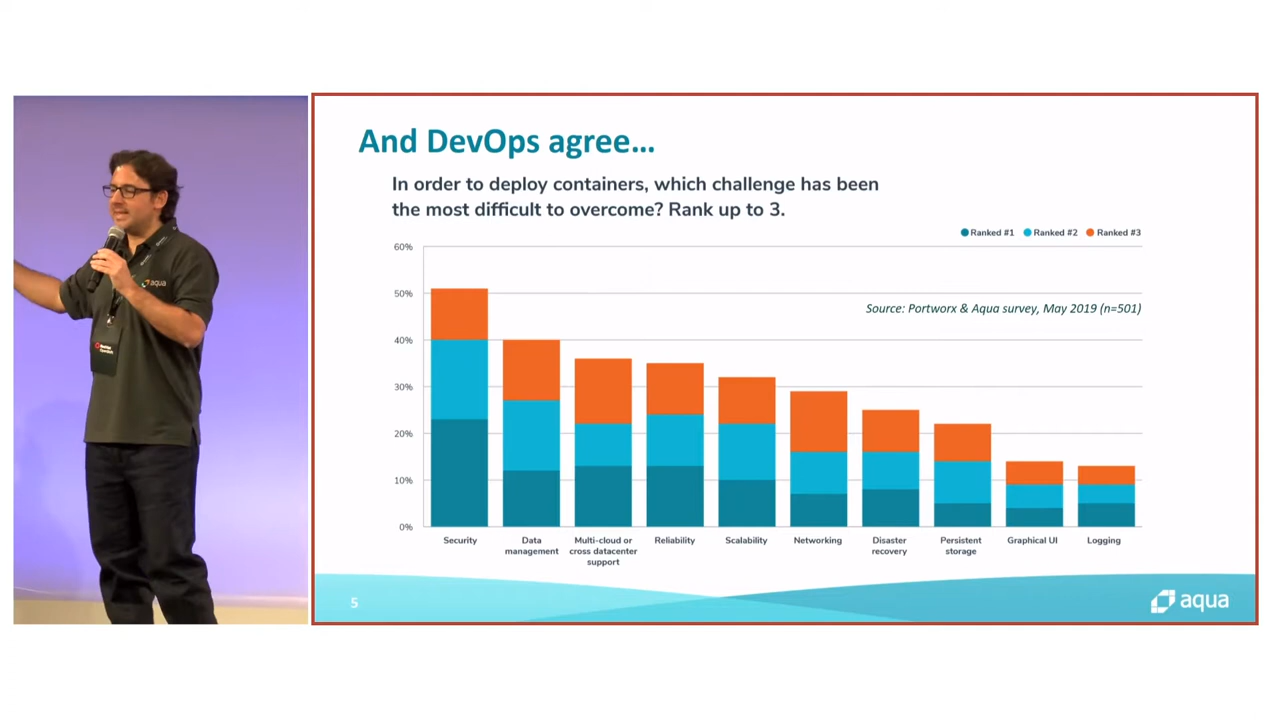 And DevOps agree...
In order to deploy containers, which challenge has been
the most difficult to overcome? Rank up to 3.
Ranked #1 Ranked #2 Ranked #3
60%
50%
40%
30%
20%
10%
0%
Source: Portworx & Aqua survey, May 2019 (n=501)
Security
Data
management
Multi-cloud or
cross datacenter
support
Reliability
Scalability
Networking
Disaster
recovery
Persistent
storage
Graphical UI
Logging
5
aqua
aqua